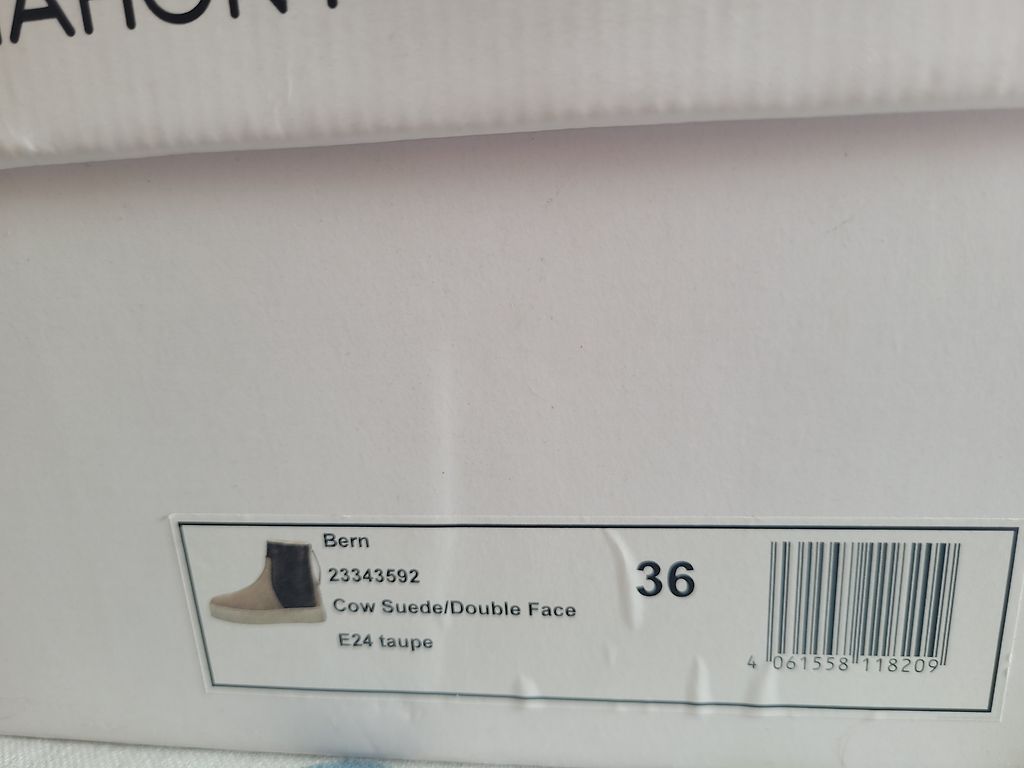 Bern
23343592
Cow Suede/Double Face
E24 taupe
36
4 061558 118209